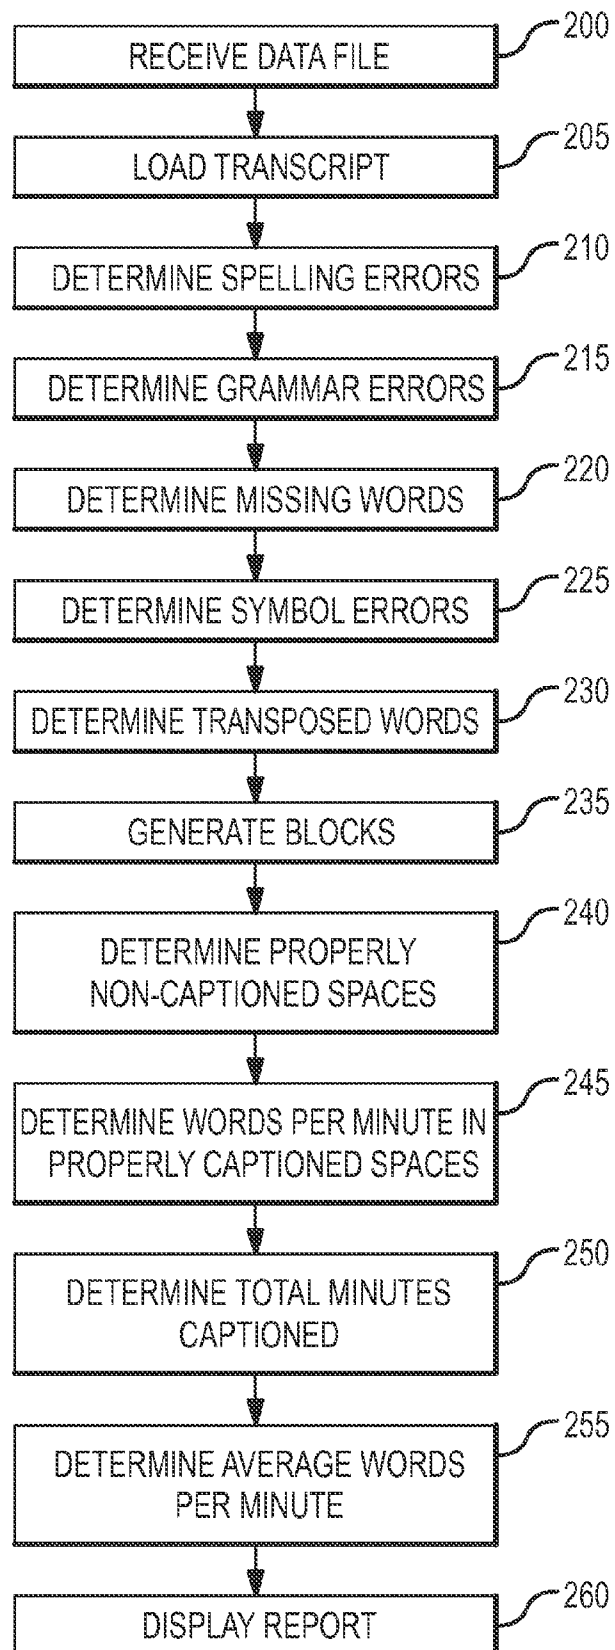 200
RECEIVE DATA FILE
205
LOAD TRANSCRIPT
210
DETERMINE SPELLING ERRORS
215
DETERMINE GRAMMAR ERRORS
220
DETERMINE MISSING WORDS
225
DETERMINE SYMBOL ERRORS
230
DETERMINE TRANSPOSED WORDS
235
GENERATE BLOCKS
240
DETERMINE PROPERLY
NON-CAPTIONED SPACES
245
DETERMINE WORDS PER MINUTE IN
PROPERLY CAPTIONED SPACES
250
DETERMINE TOTAL MINUTES
CAPTIONED
255
DETERMINE AVERAGE WORDS
PER MINUTE
260
DISPLAY REPORT